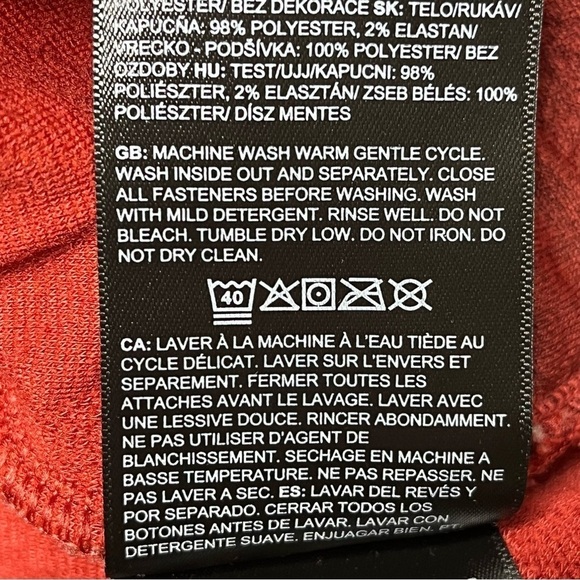 POLYESTER/ BEZ DEKORACE SK: TELO/RUKÁV/
KAPUCŇA: 98% POLYESTER, 2% ELASTAN/
VRECKO - PODŠÍVKA: 100% POLYESTER/ BEZ
OZDOBY HU: TEST/UJJ/KAPUCNI: 98%
POLIÉSZTER, 2% ELASZTÁN/ ZSEB BÉLÉS: 100%
POLIÉSZTER/ DÍSZ MENTES
GB: MACHINE WASH WARM GENTLE CYCLE.
WASH INSIDE OUT AND SEPARATELY. CLOSE
ALL FASTENERS BEFORE WASHING. WASH
WITH MILD DETERGENT. RINSE WELL. DO NOT
BLEACH. TUMBLE DRY LOW. DO NOT IRON. DO
NOT DRY CLEAN.
40
CA: LAVER À LA MACHINE À L'EAU TIÈDE AU
CYCLE DÉLICAT. LAVER SUR L'ENVERS ET
SEPAREMENT. FERMER TOUTES LES
ATTACHES AVANT LE LAVAGE. LAVER AVEC
UNE LESSIVE DOUCE. RINCER ABONDAMMENT.
NE PAS UTILISER D'AGENT DE
BLANCHISSEMENT. SECHAGE EN MACHINE A
BASSE TEMPERATURE. NE PAS REPASSER. NE
PAS LAVER A SEC. ES: LAVAR DEL REVÉS Y
POR SEPARADO. CERRAR TODOS LOS
BOTONES ANTES DE LAVAR. LAVAR CON
DETERGENTE SUAVE. ENJUAGAR BIEN. PT